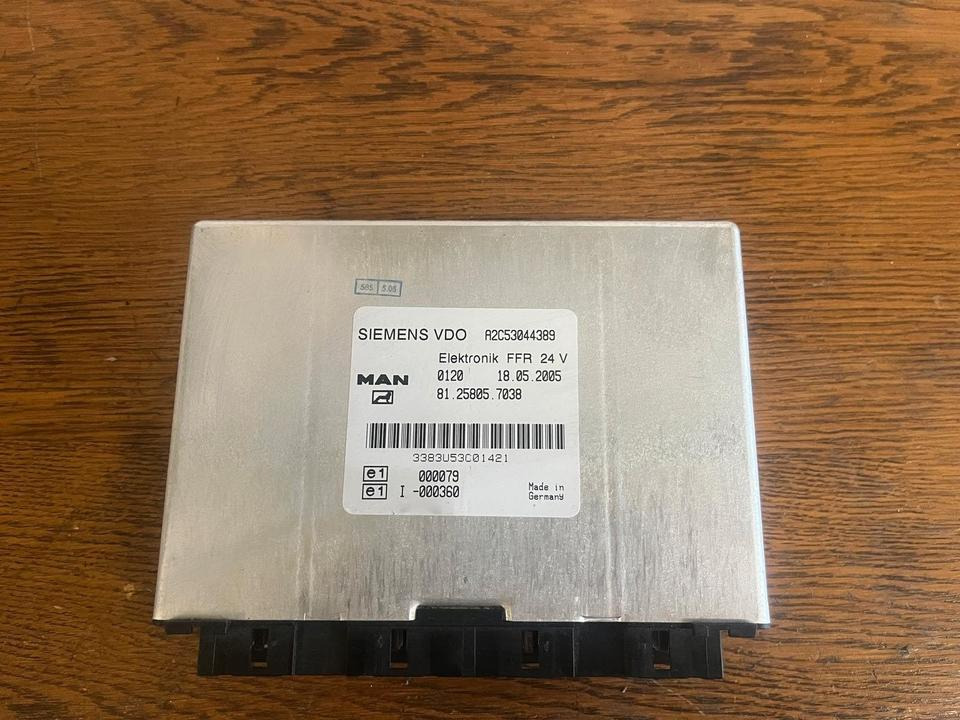 505 5.05
SIEMENS VDO A2C53044389
Elektronik FFR 24 V
MAN 0120 18.05.2005
81.25805.7038
3383U53C01421
e1 000079
e1 I -000360
Made in
Germany